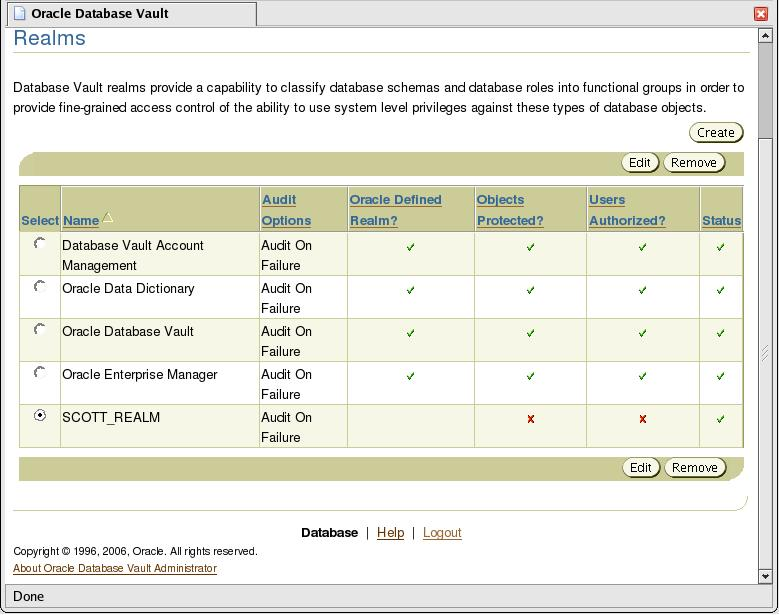 Oracle Database Vault
Realms
Database Vault realms provide a capability to classify database schemas and database roles into functional groups in order to
provide fine-grained access control of the ability to use system level privileges against these types of database objects.
Create
Edit Remove
Select Name Audit Options Oracle Defined Realm? Objects Protected? Users Authorized? Status
Database Vault Account Management Audit On Failure
Oracle Data Dictionary Audit On Failure
Oracle Database Vault Audit On Failure
Oracle Enterprise Manager Audit On Failure
SCOTT_REALM Audit On Failure
Edit Remove
Database | Help | Logout
Copyright © 1996, 2006, Oracle. All rights reserved.
About Oracle Database Vault Administrator
Done